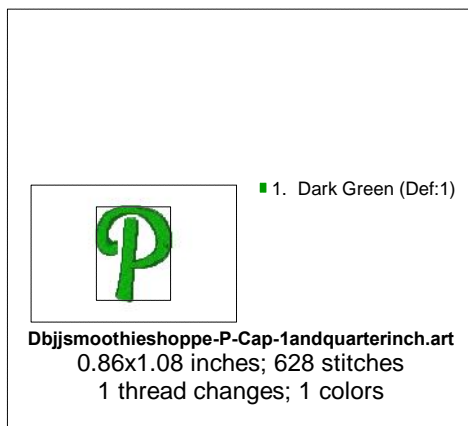 1. Dark Green (Def:1)
P
Dbjjsmoothieshoppe-P-Cap-1andquarterinch.art
0.86x1.08 inches; 628 stitches
1 thread changes; 1 colors